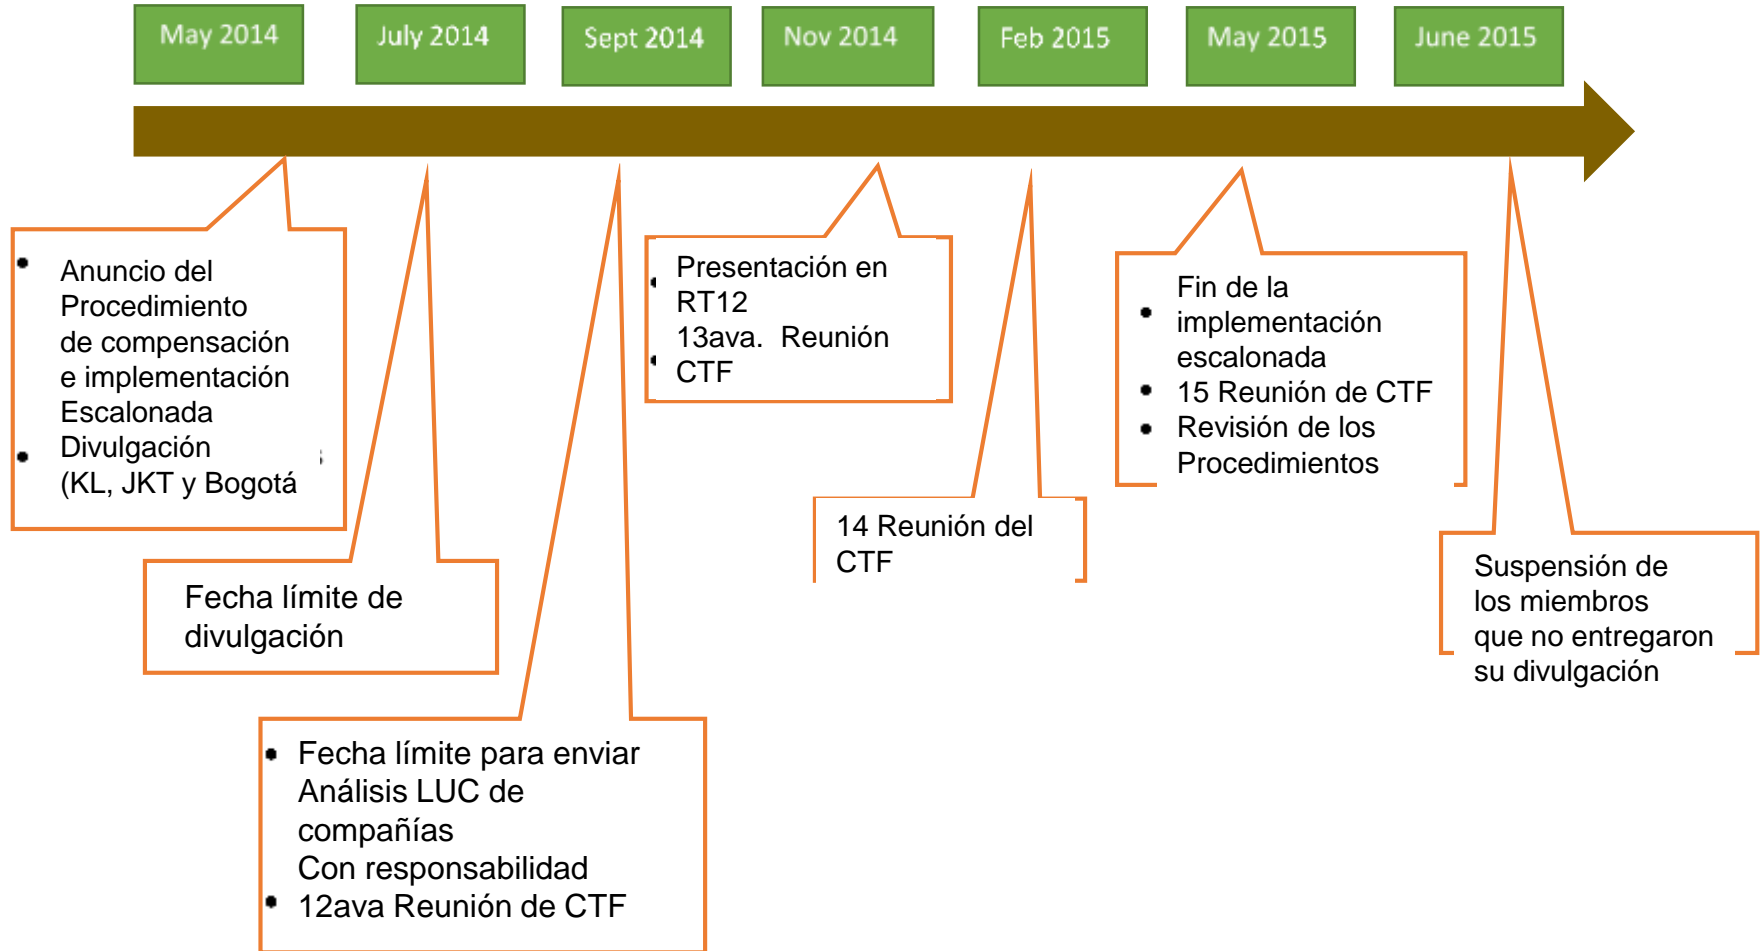 May 2014
July 2014
Sept 2014
Nov 2014
Feb 2015
May 2015
June 2015
• Anuncio del
Procedimiento
de compensación
e implementación
Escalonada
• Divulgación
(KL, JKT y Bogotá
Fecha límite de
divulgación
• Fecha límite para enviar
Análisis LUC de
compañías
Con responsabilidad
• 12ava Reunión de CTF
• Presentación en
RT12
• 13ava. Reunión
CTF
14 Reunión del
CTF
• Fin de la
implementación
escalonada
• 15 Reunión de CTF
• Revisión de los
Procedimientos
Suspensión de
los miembros
que no entregaron
su divulgación